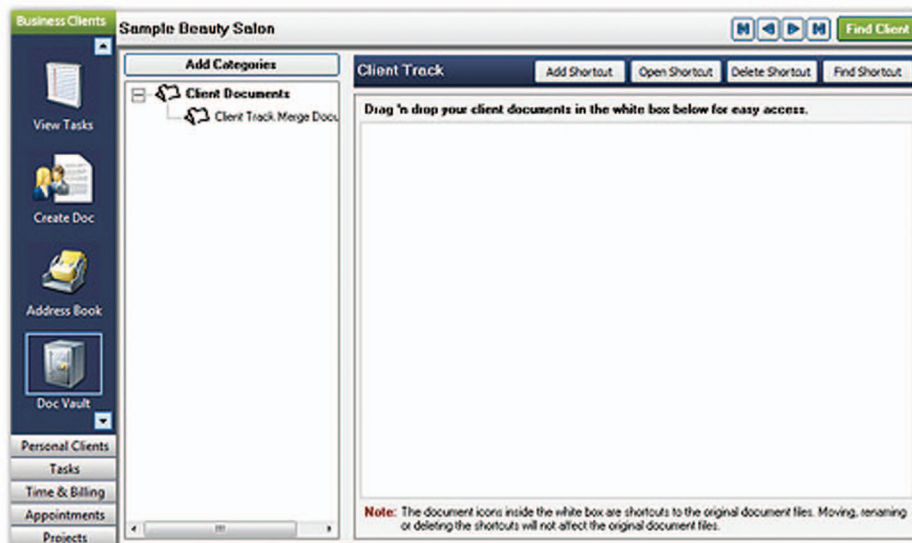 Business Clients
Sample Beauty Salon
Find Client
Add Categories
Client Track
Add Shortcut
Open Shortcut
Delete Shortcut
Find Shortcut
Client Documents
Client Track Merge Docu
Drag 'n drop your client documents in the white box below for easy access.
View Tasks
Create Doc
Address Book
Doc Vault
Personal Clients
Tasks
Time & Billing
Appointments
Projects
Note: The document icons inside the white box are shortcuts to the original document files. Moving, renaming
or deleting the shortcuts will not affect the original document files.